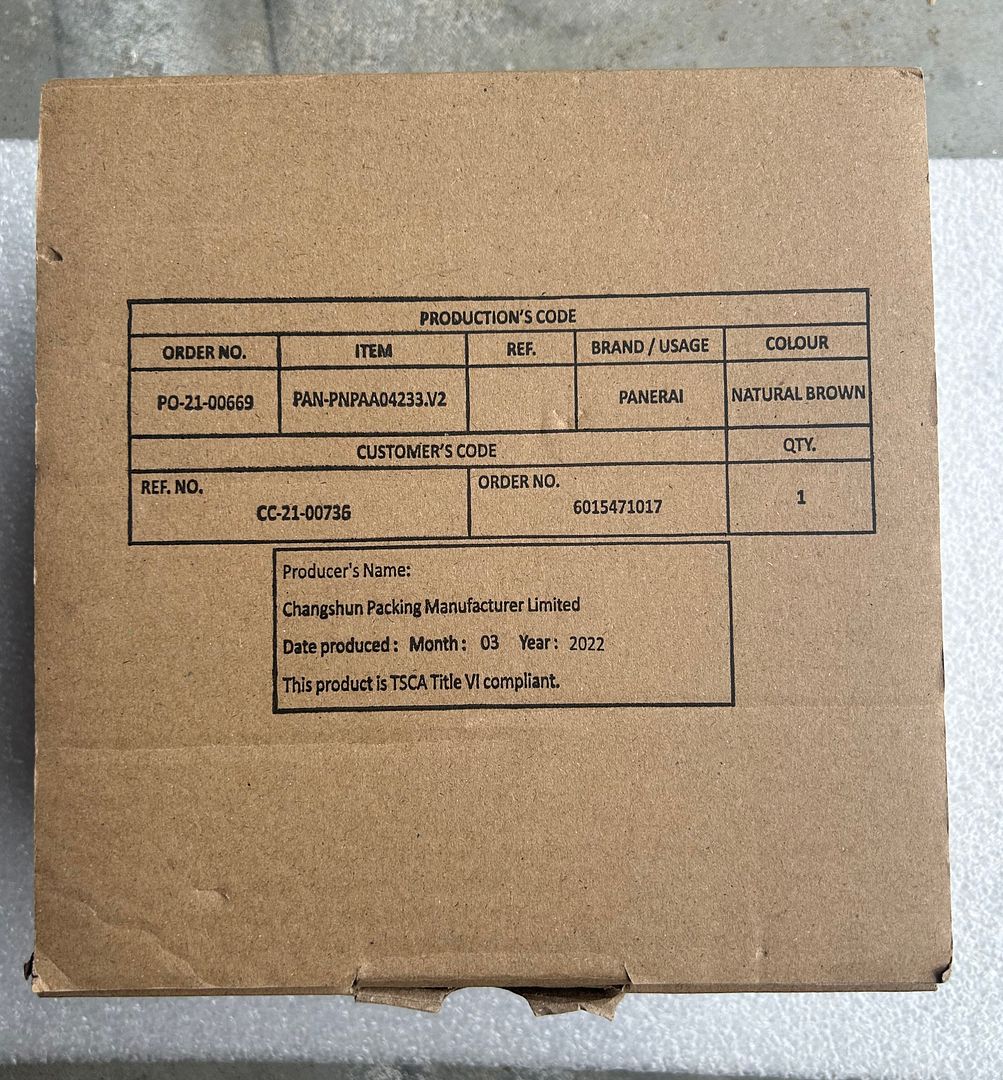 PRODUCTION'S CODE
ORDER NO. ITEM REF. BRAND / USAGE COLOUR
PO-21-00669 PAN-PNPAA04233.V2 PANERAI NATURAL BROWN
CUSTOMER'S CODE QTY.
REF. NO. ORDER NO.
CC-21-00736 6015471017 1
Producer's Name:
Changshun Packing Manufacturer Limited
Date produced : Month : 03 Year : 2022
This product is TSCA Title VI compliant.